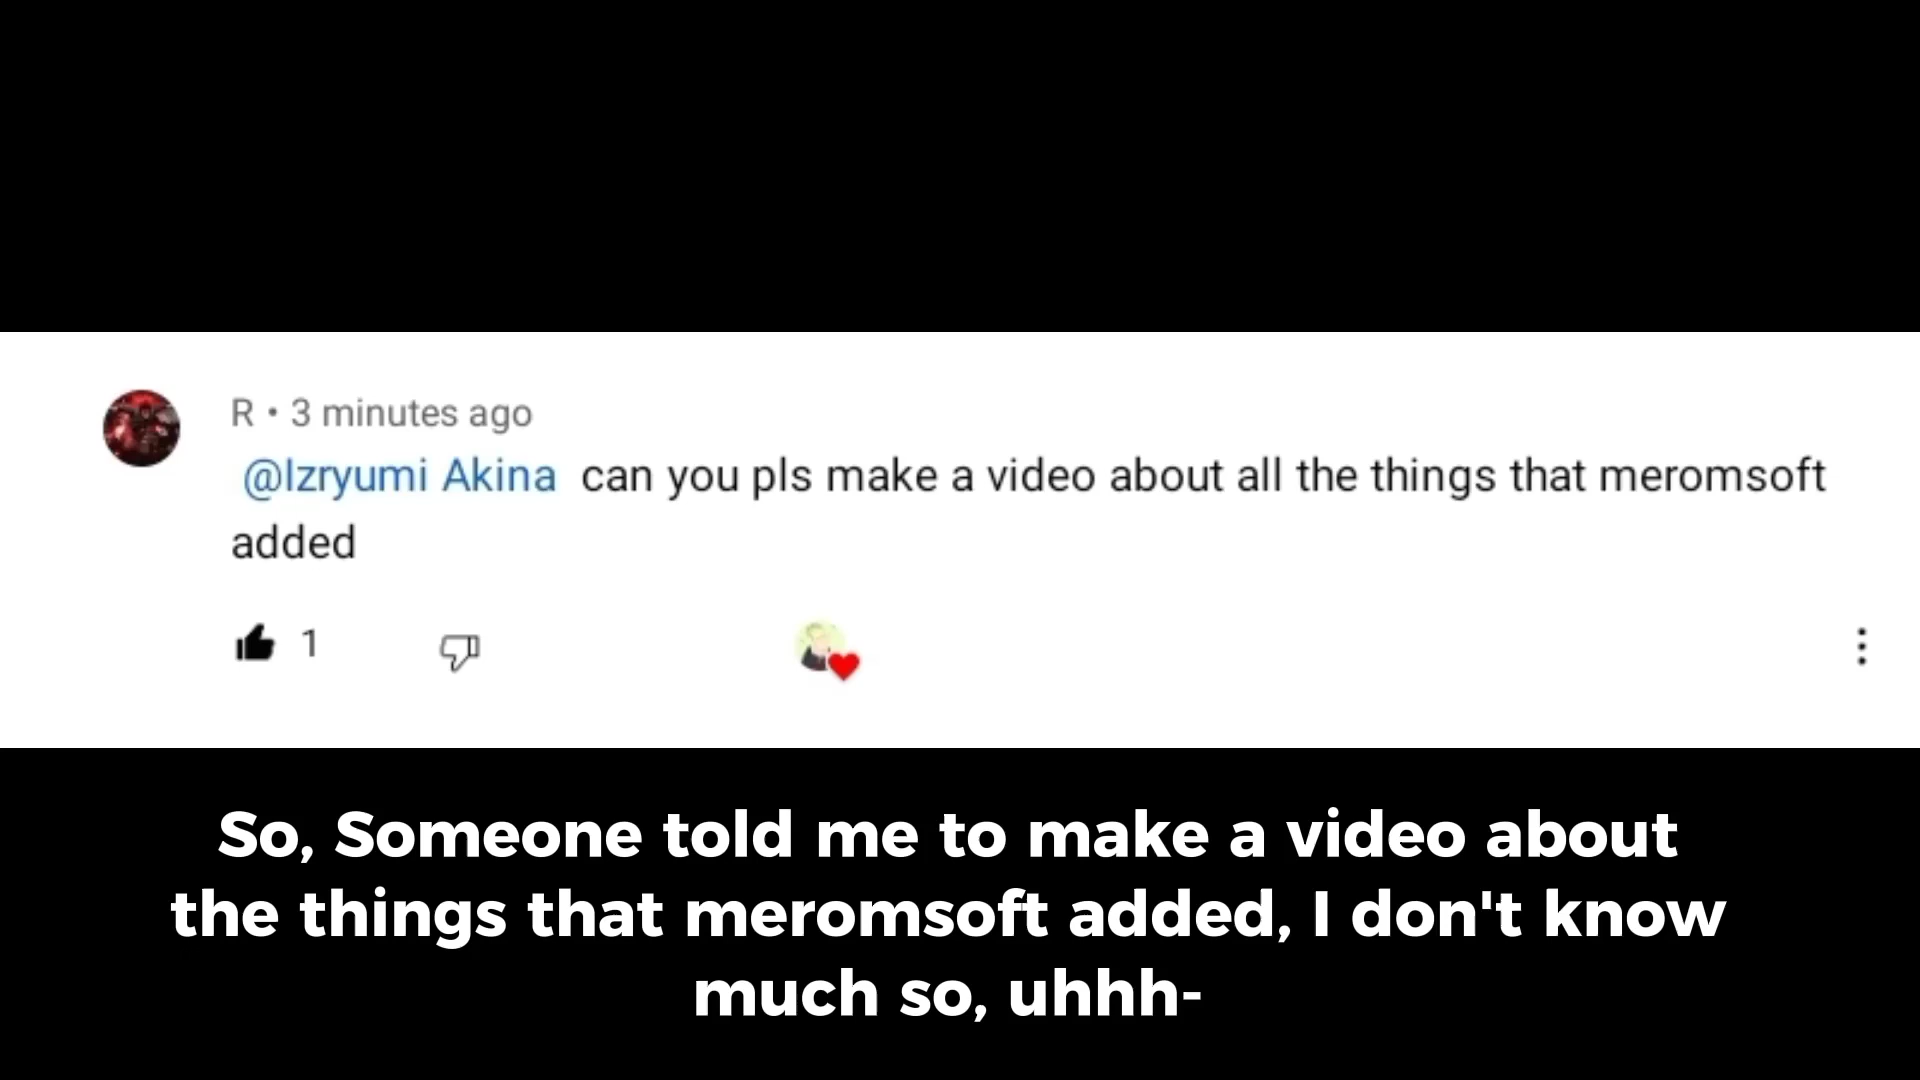 R • 3 minutes ago
@Izryumi Akina can you pls make a video about all the things that meromsoft
added
1
So, Someone told me to make a video about
the things that meromsoft added, I don't know
much so, uhhh-